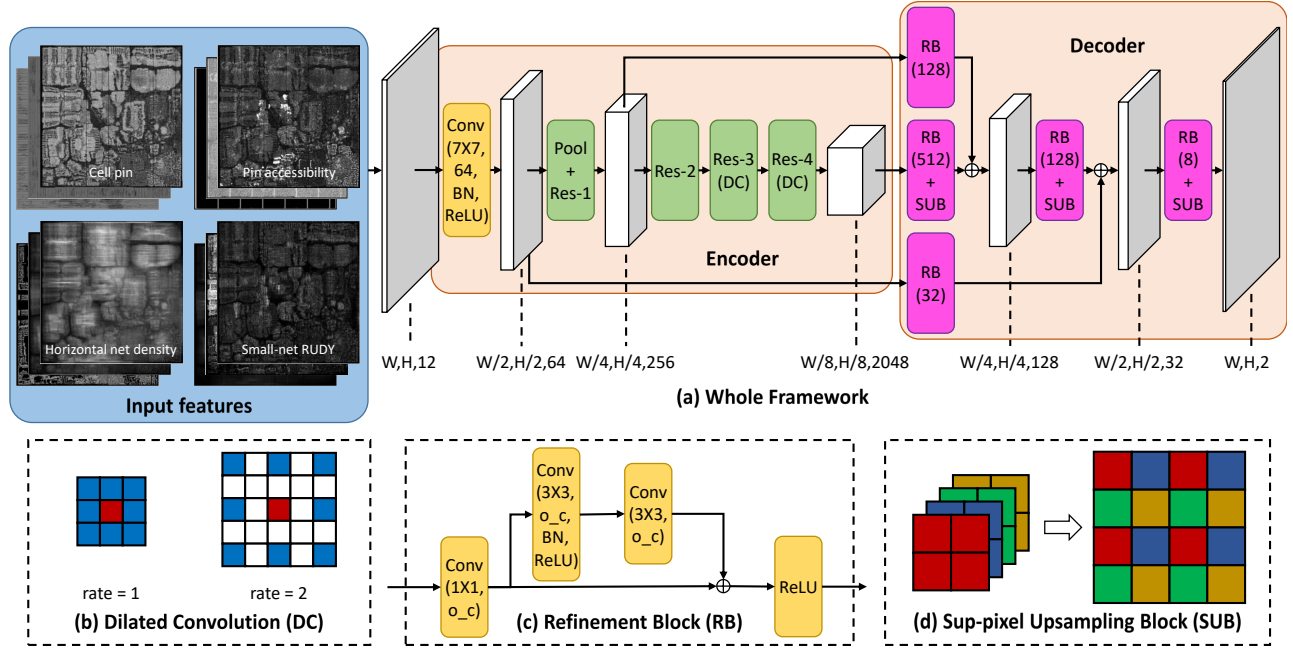 Cell pin
Pin accessibility
Horizontal net density
Small-net RUDY
Input features
Conv
(7X7,
64,
BN,
ReLU)
Pool
+
Res-1
Res-2
Res-3
(DC)
Res-4
(DC)
Encoder
RB
(128)
RB
(512)
+
SUB
RB
(32)
Decoder
RB
(128)
+
SUB
RB
(8)
+
SUB
W,H,12
W/2,H/2,64
W/4,H/4,256
W/8,H/8,2048
W/4,H/4,128
W/2,H/2,32
W,H,2
(a) Whole Framework
rate = 1
rate = 2
(b) Dilated Convolution (DC)
Conv
(1X1,
o_c)
Conv
(3X3,
o_c,
BN,
ReLU)
Conv
(3X3,
o_c)
ReLU
(c) Refinement Block (RB)
(d) Sup-pixel Upsampling Block (SUB)